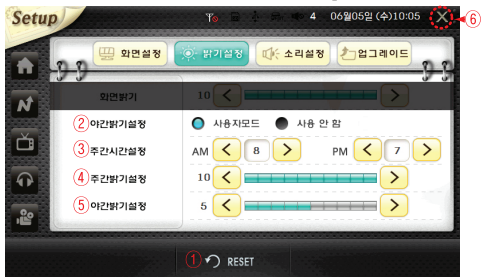 Setup 4 06월05일 (수)10:05 ⑥
화면설정 밝기설정 소리설정 업그레이드
화면밝기 10
② 야간밝기설정 사용자모드 사용 안 함
③ 주간시간설정 AM 8 PM 7
④ 주간밝기설정 10
⑤ 야간밝기설정 5
① RESET